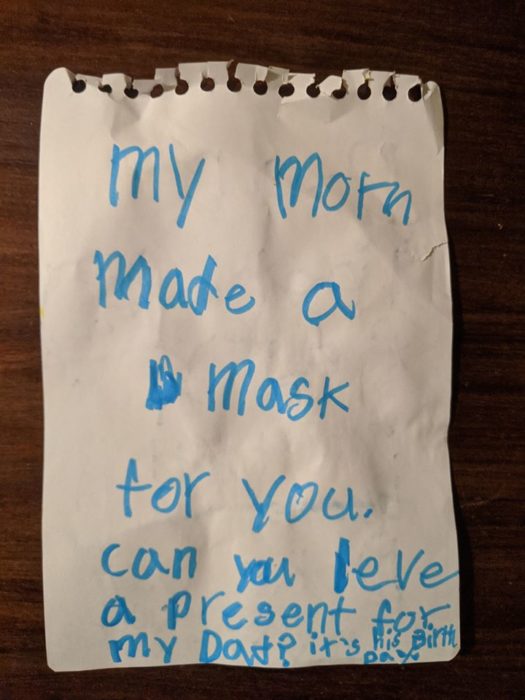 my mom
made a
mask
for you.
can you leve
a present for
my Dad? it's his Birth
Day